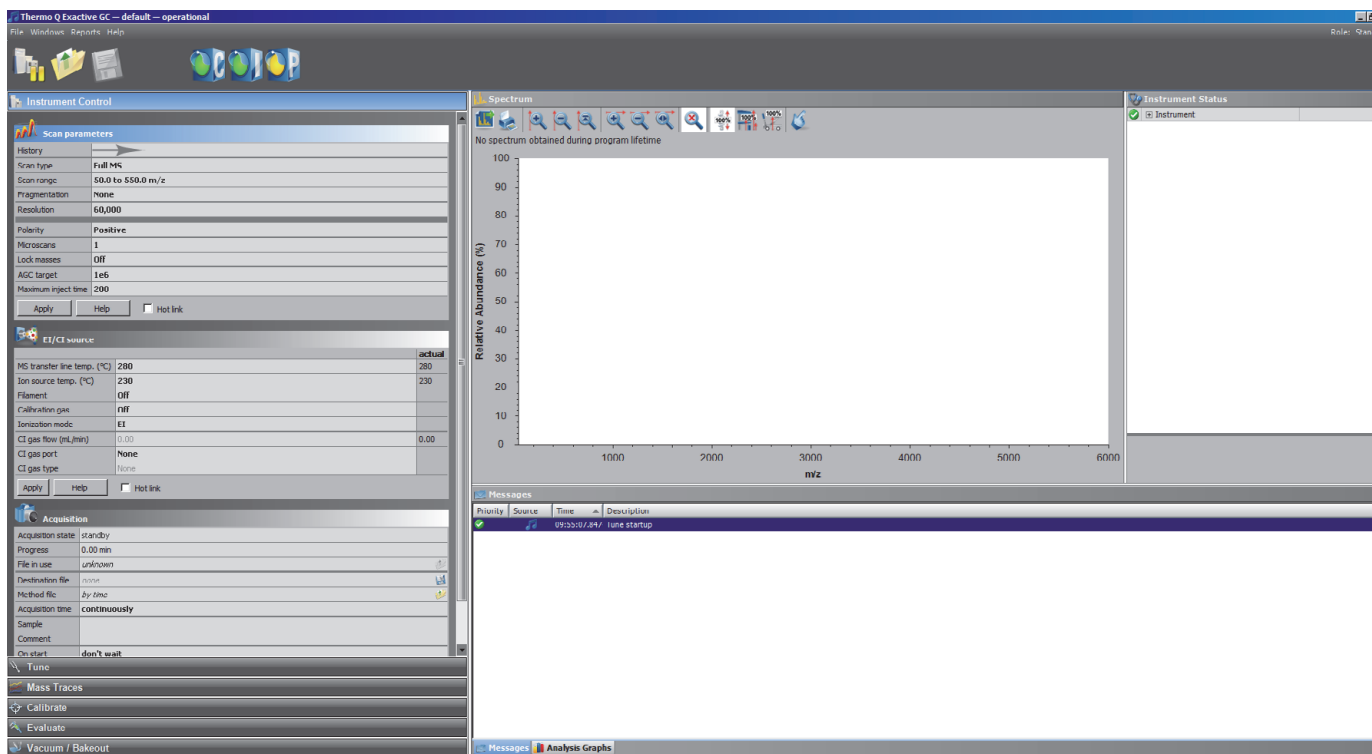 Thermo Q Exactive GC — default — operational
File Windows Reports Help
Role: Stan
C I P
Instrument Control
Scan parameters
History
Scan type Full MS
Scan range 50.0 to 550.0 m/z
Fragmentation None
Resolution 60,000
Polarity Positive
Microscans 1
Lock masses Off
AGC target 1e6
Maximum inject time 200
Apply Help Hot link
EI/CI source
actual
MS transfer line temp. (°C) 280 280
Ion source temp. (°C) 230 230
Filament Off
Calibration gas Off
Ionization mode EI
CI gas flow (mL/min) 0.00 0.00
CI gas port None
CI gas type None
Apply Help Hot link
Acquisition
Acquisition state standby
Progress 0.00 min
File in use unknown
Destination file none
Method file by time
Acquisition time continuously
Sample
Comment
On start don't wait
Tune
Mass Traces
Calibrate
Evaluate
Vacuum / Bakeout
Spectrum
100% 100% 100%
No spectrum obtained during program lifetime
Relative Abundance (%)
100
90
80
70
60
50
40
30
20
10
0
1000 2000 3000 4000 5000 6000
m/z
Instrument Status
Instrument
Messages
Priority Source Time Description
09:55:07.847 Tune startup
Messages Analysis Graphs